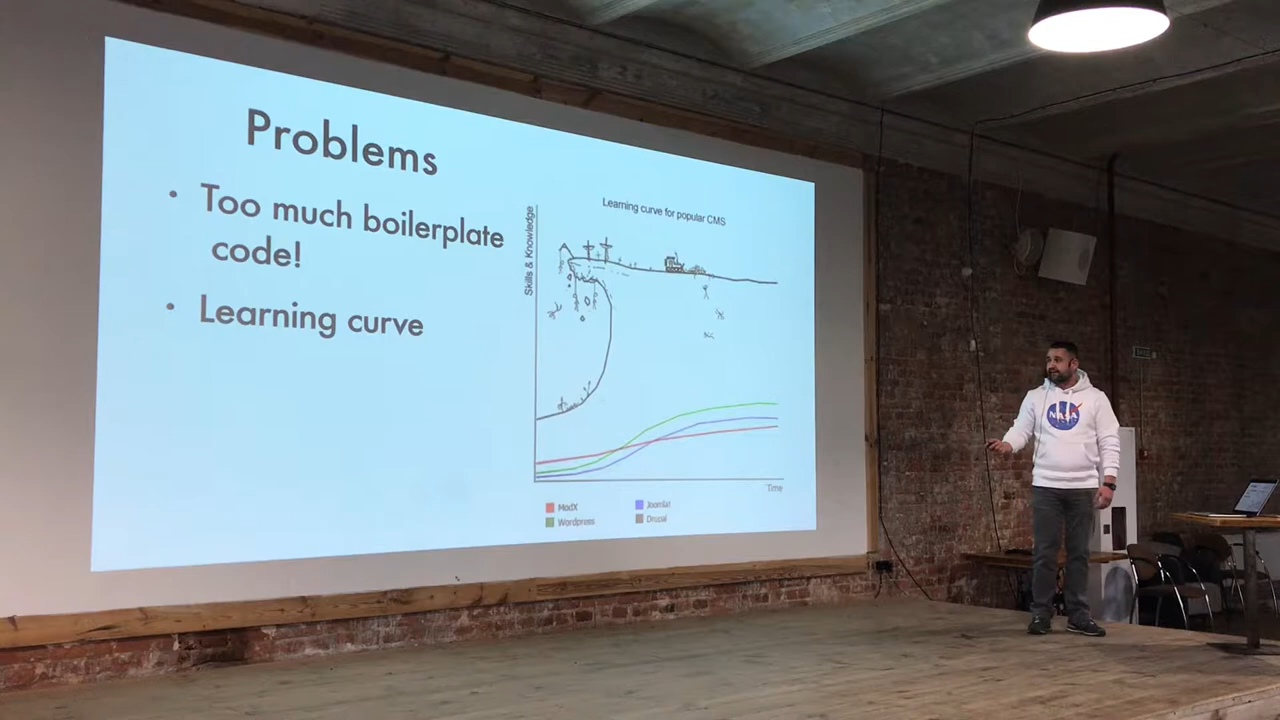 Problems
• Too much boilerplate
code!
• Learning curve
Learning curve for popular CMS
Skills & Knowledge
Time
ModX
Joomla!
Wordpress
Drupal
NASA